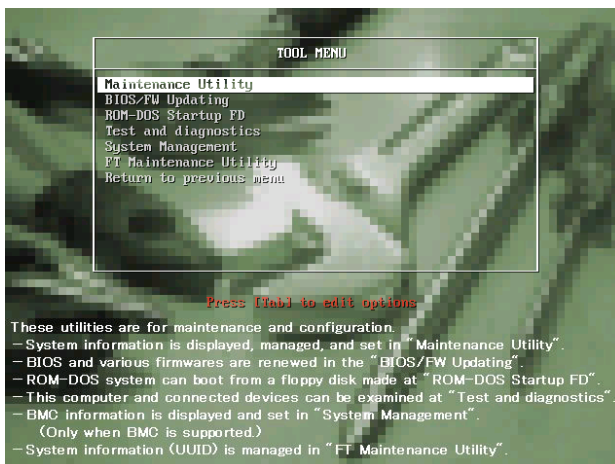 TOOL MENU
Maintenance Utility
BIOS/FW Updating
ROM-DOS Startup FD
Test and diagnostics
System Management
FT Maintenance Utility
Return to previous menu
Press [Tab] to edit options
These utilities are for maintenance and configuration.
-System information is displayed, managed, and set in "Maintenance Utility".
-BIOS and various firmwares are renewed in the "BIOS/FW Updating".
-ROM-DOS system can boot from a floppy disk made at "ROM-DOS Startup FD".
-This computer and connected devices can be examined at "Test and diagnostics".
-BMC information is displayed and set in "System Management".
(Only when BMC is supported.)
-System information (UUID) is managed in "FT Maintenance Utility".